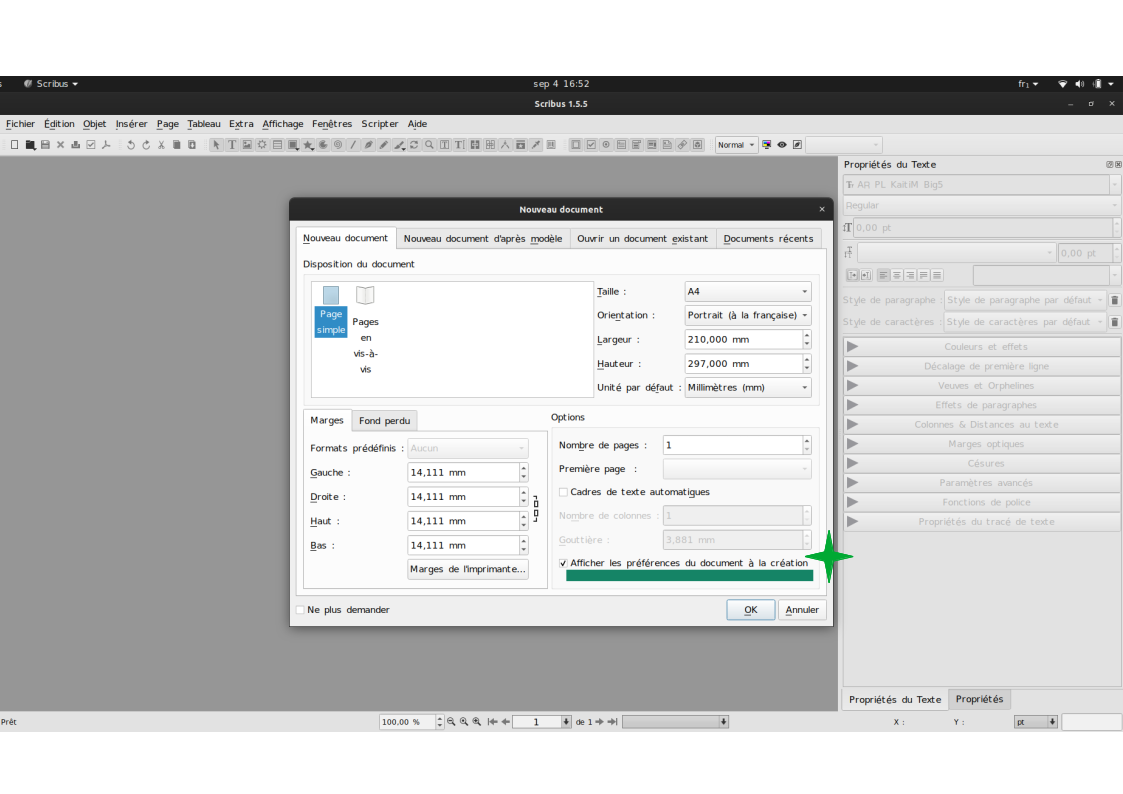 Scribus
sep 4 16:52
fr₁
Scribus 1.5.5
Fichier Édition Objet Insérer Page Tableau Extra Affichage Fenêtres Scripter Aide
Normal
Propriétés du Texte
AR PL KaitiM Big5
Regular
0,00 pt
0,00 pt
Style de paragraphe : Style de paragraphe par défaut
Style de caractères : Style de caractères par défaut
Couleurs et effets
Décalage de première ligne
Veuves et Orphelines
Effets de paragraphes
Colonnes & Distances au texte
Marges optiques
Césures
Paramètres avancés
Fonctions de police
Propriétés du tracé de texte
Propriétés du Texte Propriétés
Nouveau document
Nouveau document Nouveau document d'après modèle Ouvrir un document existant Documents récents
Disposition du document
Page simple
Pages en vis-à-vis
Taille : A4
Orientation : Portrait (à la française)
Largeur : 210,000 mm
Hauteur : 297,000 mm
Unité par défaut : Millimètres (mm)
Marges Fond perdu
Formats prédéfinis : Aucun
Gauche : 14,111 mm
Droite : 14,111 mm
Haut : 14,111 mm
Bas : 14,111 mm
Marges de l'imprimante...
Options
Nombre de pages : 1
Première page :
Cadres de texte automatiques
Nombre de colonnes : 1
Gouttière : 3,881 mm
Afficher les préférences du document à la création
Ne plus demander
OK Annuler
Prêt
100,00 %
1 de 1
X :
Y :
pt